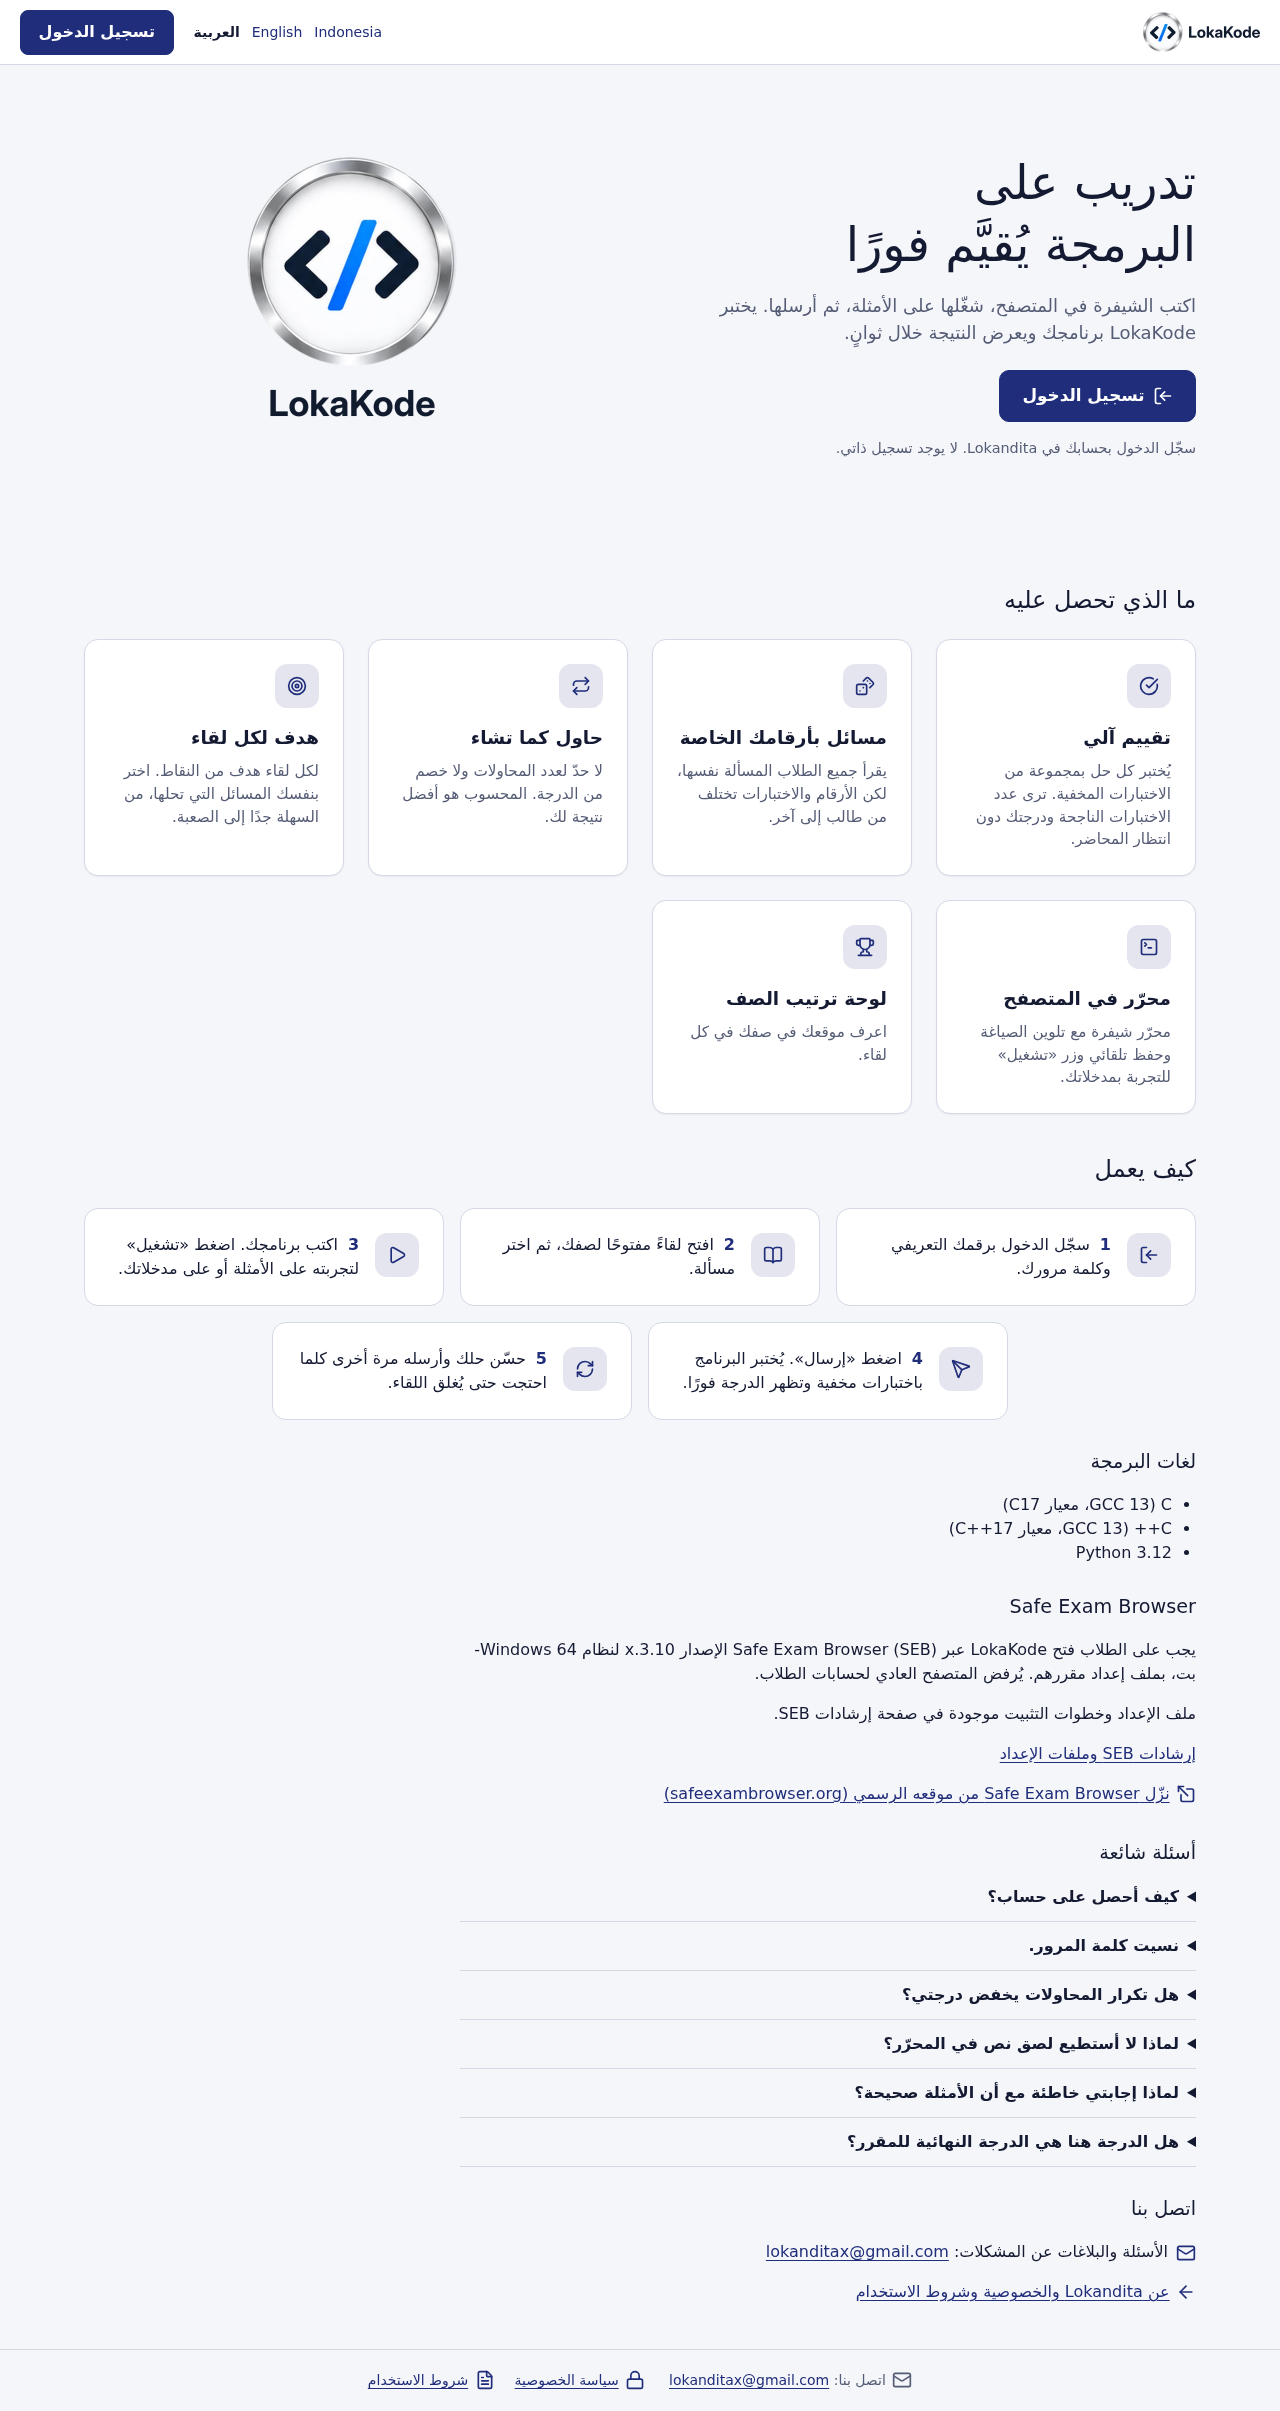 LokaKode
Indonesia English العربية
تسجيل الدخول
تدريب على
البرمجة يُقيَّم فورًا
اكتب الشيفرة في المتصفح، شغّلها على الأمثلة، ثم أرسلها. يختبر
LokaKode برنامجك ويعرض النتيجة خلال ثوانٍ.
تسجيل الدخول
سجّل الدخول بحسابك في Lokandita. لا يوجد تسجيل ذاتي.
LokaKode
ما الذي تحصل عليه
تقييم آلي
يُختبر كل حل بمجموعة من
الاختبارات المخفية. ترى عدد
الاختبارات الناجحة ودرجتك دون
انتظار المحاضر.
مسائل بأرقامك الخاصة
يقرأ جميع الطلاب المسألة نفسها،
لكن الأرقام والاختبارات تختلف
من طالب إلى آخر.
حاول كما تشاء
لا حدّ لعدد المحاولات ولا خصم
من الدرجة. المحسوب هو أفضل
نتيجة لك.
هدف لكل لقاء
لكل لقاء هدف من النقاط. اختر
بنفسك المسائل التي تحلها، من
السهلة جدًا إلى الصعبة.
محرّر في المتصفح
محرّر شيفرة مع تلوين الصياغة
وحفظ تلقائي وزر «تشغيل»
للتجربة بمدخلاتك.
لوحة ترتيب الصف
اعرف موقعك في صفك في كل
لقاء.
كيف يعمل
1 سجّل الدخول برقمك التعريفي
وكلمة مرورك.
2 افتح لقاءً مفتوحًا لصفك، ثم اختر
مسألة.
3 اكتب برنامجك. اضغط «تشغيل»
لتجربته على الأمثلة أو على مدخلاتك.
4 اضغط «إرسال». يُختبر البرنامج
باختبارات مخفية وتظهر الدرجة فورًا.
5 حسّن حلك وأرسله مرة أخرى كلما
احتجت حتى يُغلق اللقاء.
لغات البرمجة
C (GCC 13، معيار C17)
C++ (GCC 13، معيار C++17)
Python 3.12
Safe Exam Browser
يجب على الطلاب فتح LokaKode عبر Safe Exam Browser (SEB) الإصدار 3.10.x لنظام Windows 64-
بت، بملف إعداد مقررهم. يُرفض المتصفح العادي لحسابات الطلاب.
ملف الإعداد وخطوات التثبيت موجودة في صفحة إرشادات SEB.
إرشادات SEB وملفات الإعداد
نزّل Safe Exam Browser من موقعه الرسمي (safeexambrowser.org)
أسئلة شائعة
كيف أحصل على حساب؟
نسيت كلمة المرور.
هل تكرار المحاولات يخفض درجتي؟
لماذا لا أستطيع لصق نص في المحرّر؟
لماذا إجابتي خاطئة مع أن الأمثلة صحيحة؟
هل الدرجة هنا هي الدرجة النهائية للمقرر؟
اتصل بنا
الأسئلة والبلاغات عن المشكلات: lokanditax@gmail.com
عن Lokandita والخصوصية وشروط الاستخدام
اتصل بنا: lokanditax@gmail.com
سياسة الخصوصية
شروط الاستخدام